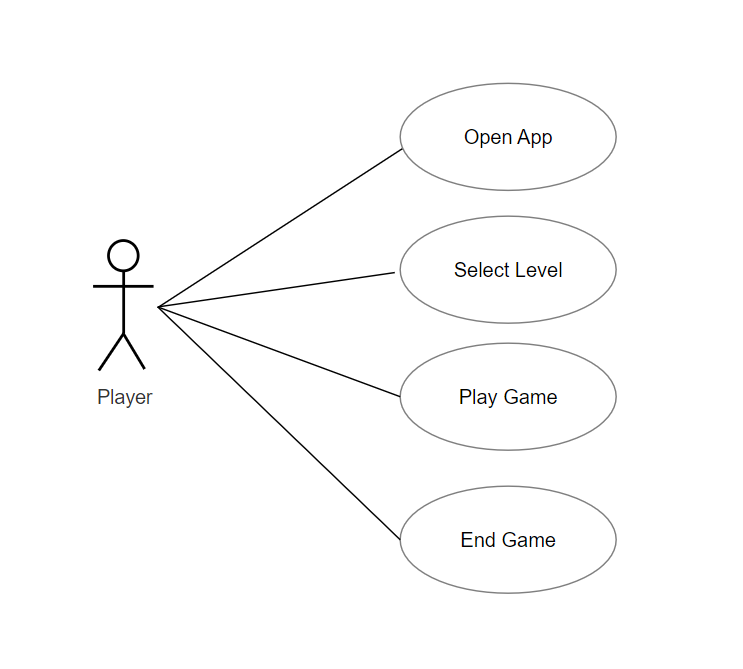 Open App
Select Level
Play Game
Player
End Game